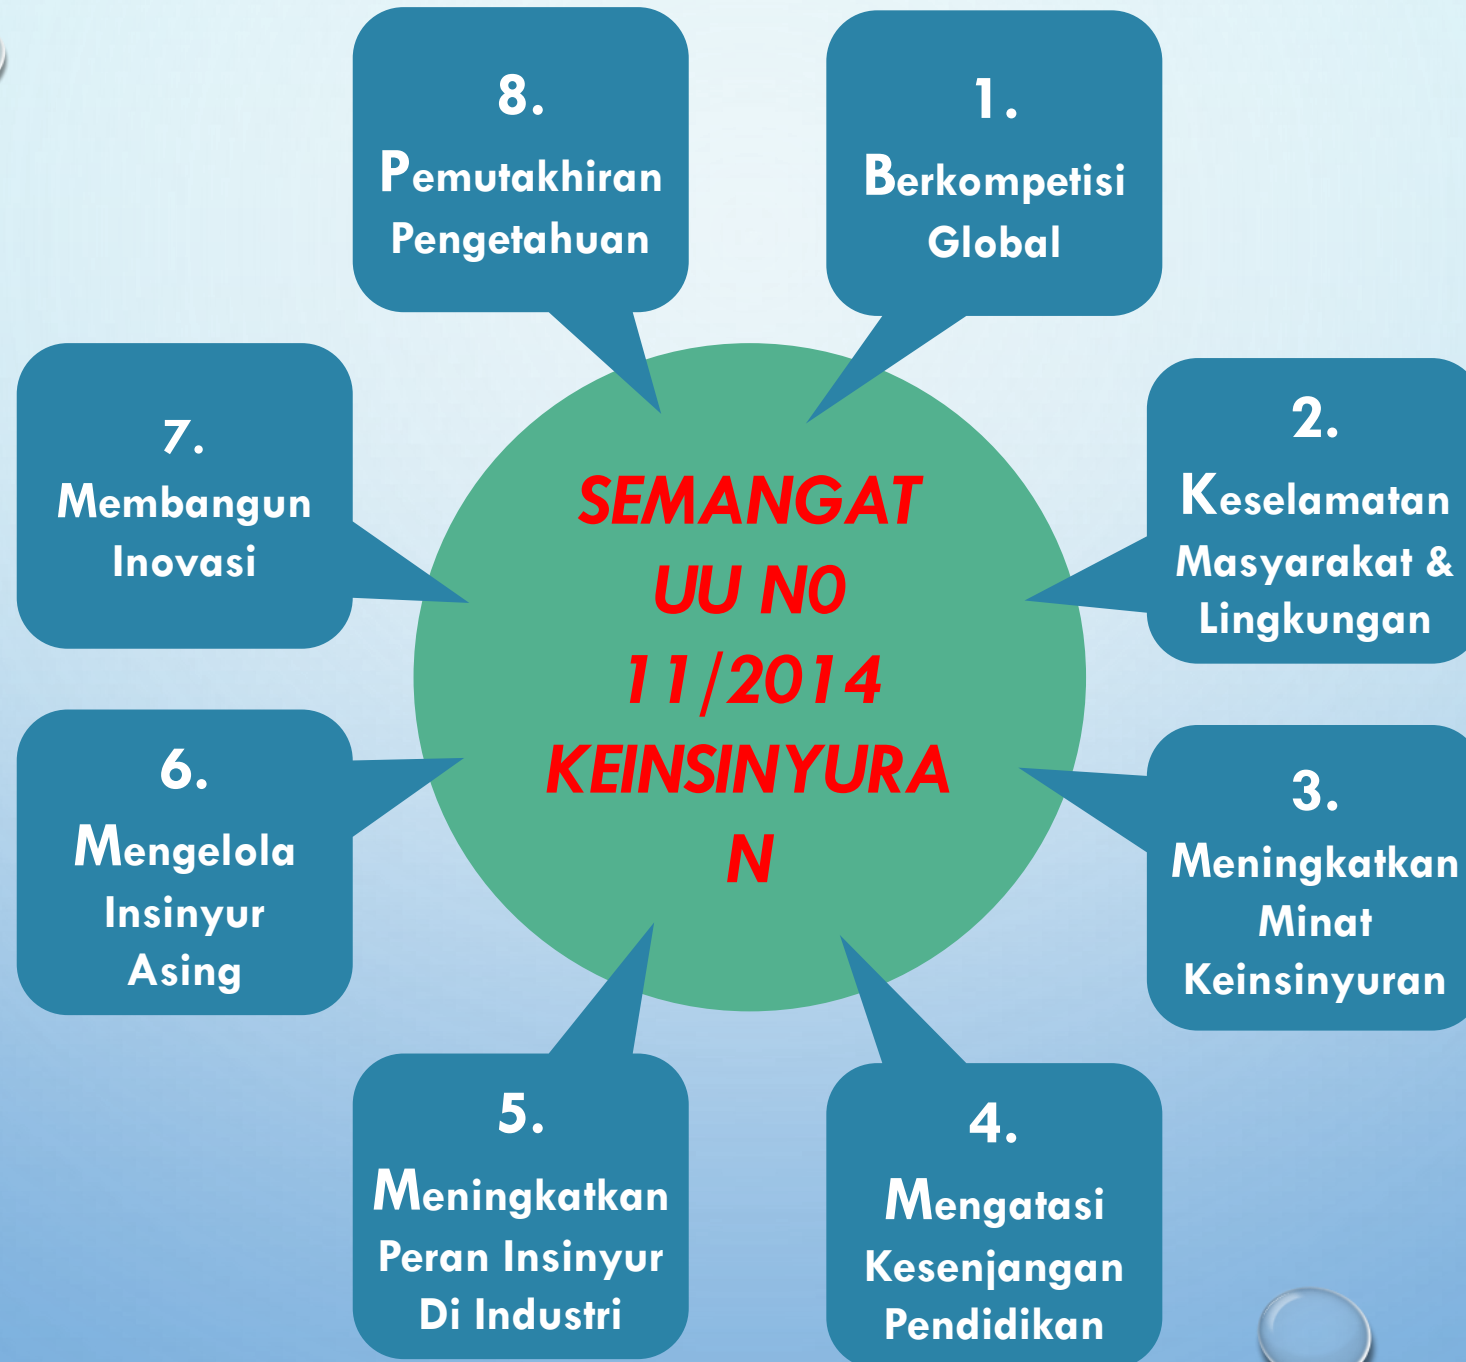 8.
Pemutakhiran
Pengetahuan
1.
Berkompetisi
Global
7.
Membangun
Inovasi
SEMANGAT
UU N0
11/2014
KEINSINYURA
N
2.
Keselamatan
Masyarakat &
Lingkungan
6.
Mengelola
Insinyur
Asing
3.
Meningkatkan
Minat
Keinsinyuran
5.
Meningkatkan
Peran Insinyur
Di Industri
4.
Mengatasi
Kesenjangan
Pendidikan